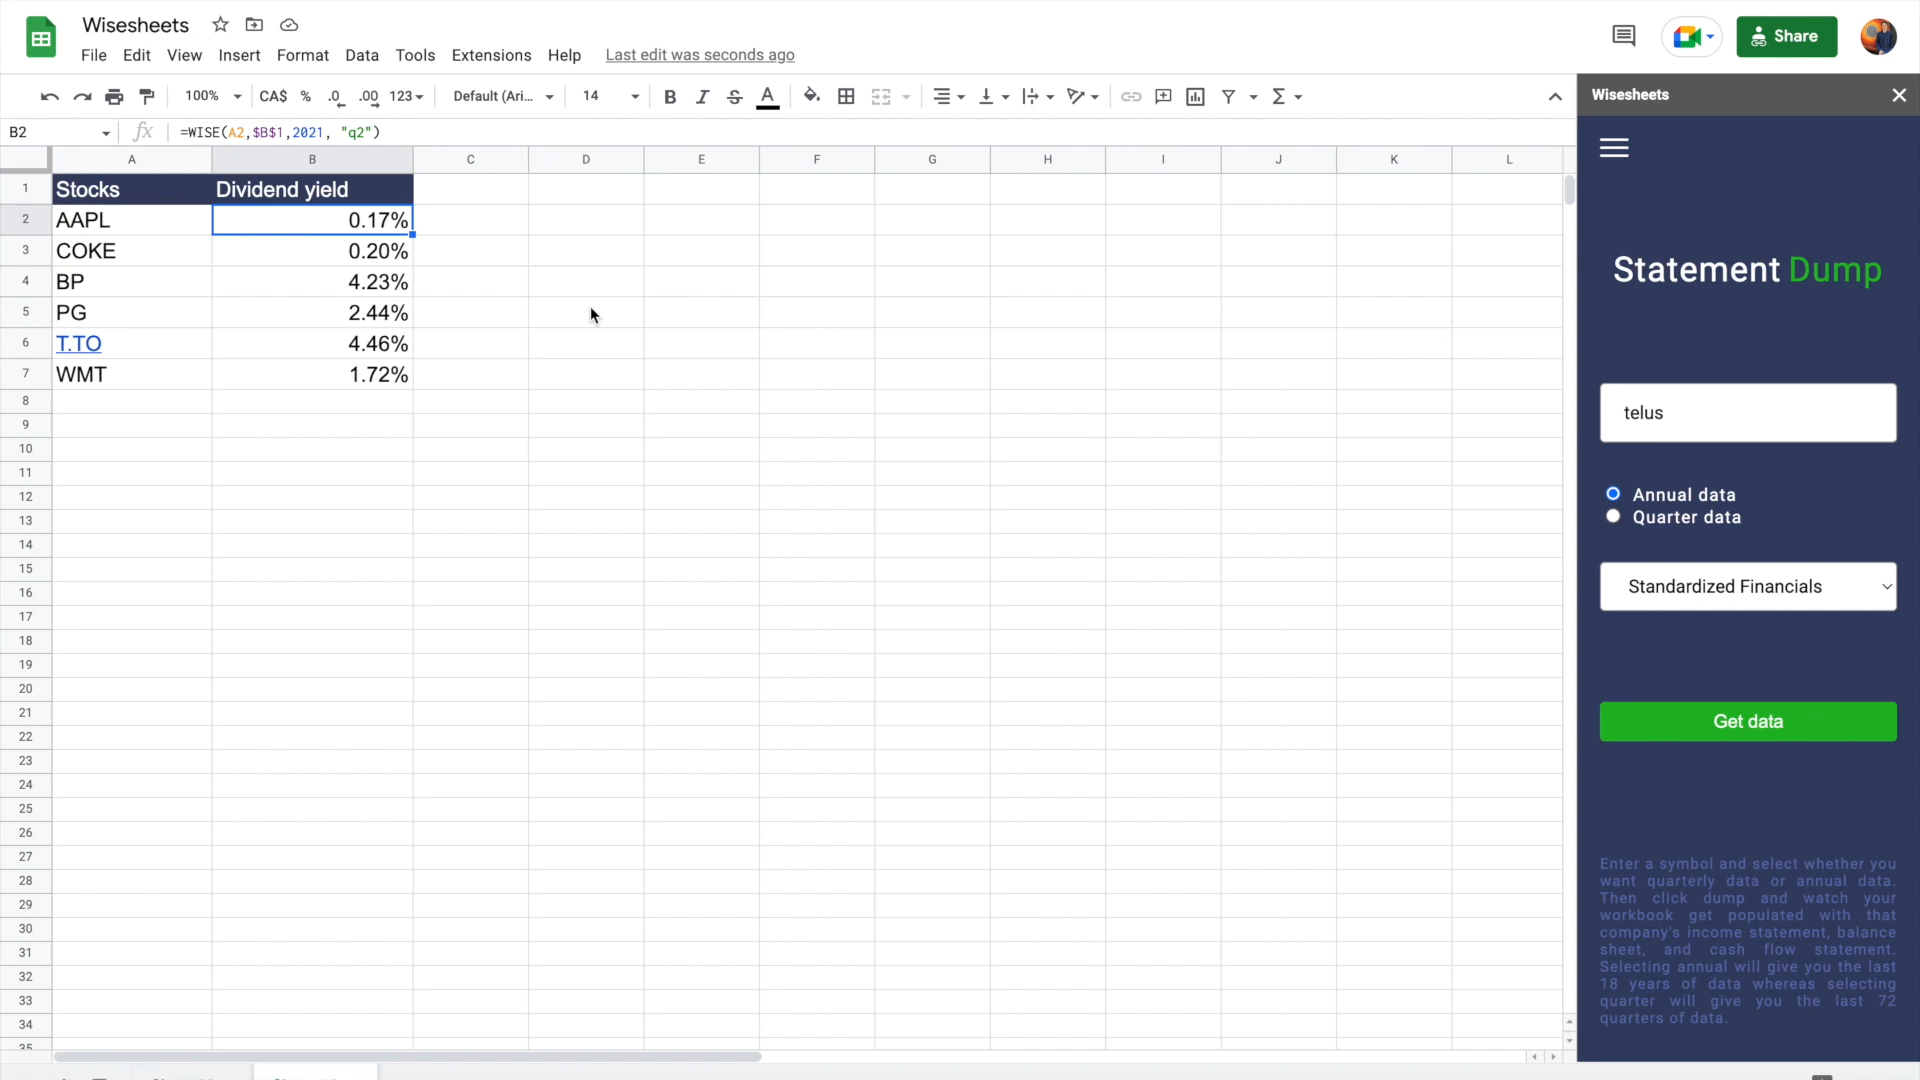 Wisesheets
File Edit View Insert Format Data Tools Extensions Help Last edit was seconds ago
Share
100% CA$ % .0 .00 123 Default (Ari... 14 B I S A
Wisesheets
B2 fx =WISE(A2,$B$1,2021, "q2")
A B C D E F G H I J K L
1 Stocks Dividend yield
2 AAPL 0.17%
3 COKE 0.20%
4 BP 4.23%
5 PG 2.44%
6 T.TO 4.46%
7 WMT 1.72%
8
9
10
11
12
13
14
15
16
17
18
19
20
21
22
23
24
25
26
27
28
29
30
31
32
33
34
35
Statement Dump
telus
Annual data
Quarter data
Standardized Financials
Get data
Enter a symbol and select whether you
want quarterly data or annual data.
Then click dump and watch your
workbook get populated with that
company's income statement, balance
sheet, and cash flow statement.
Selecting annual will give you the last
18 years of data whereas selecting
quarter will give you the last 72
quarters of data.